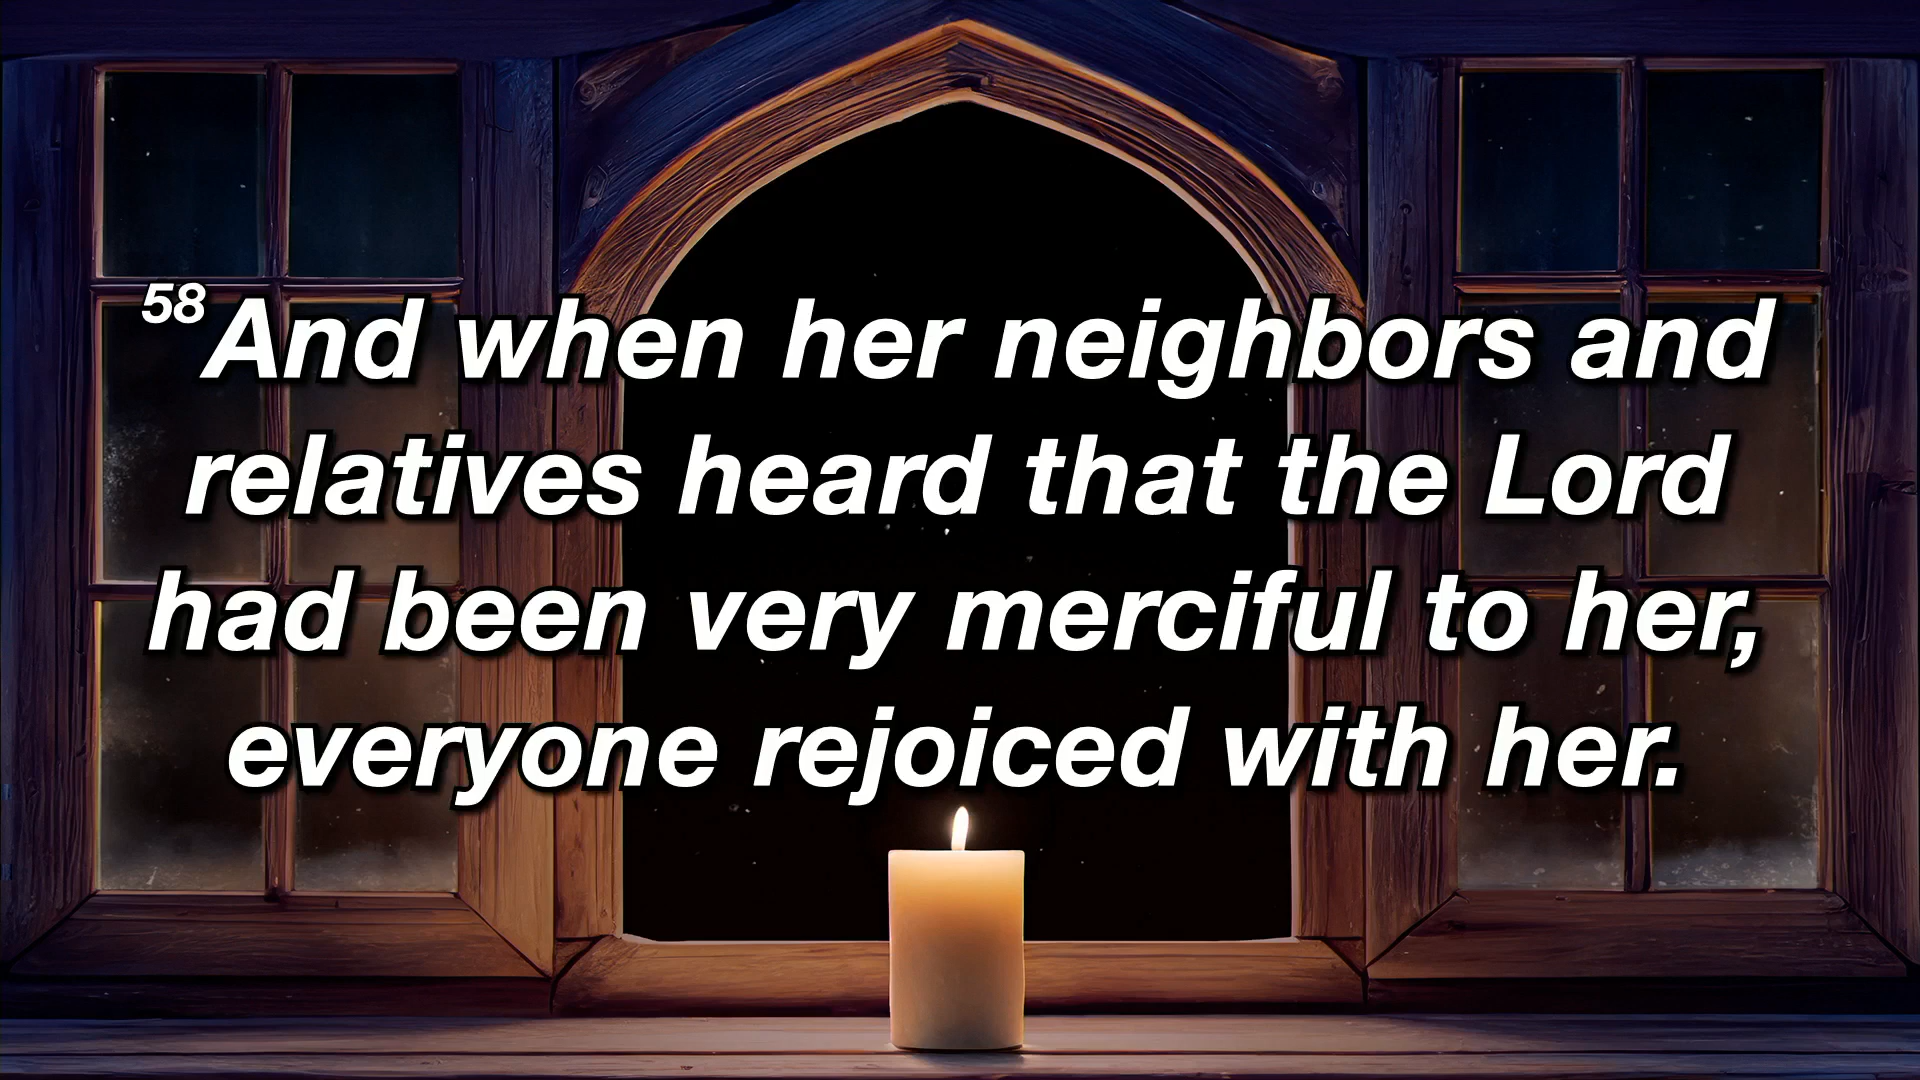 58And when her neighbors and
relatives heard that the Lord
had been very merciful to her,
everyone rejoiced with her.